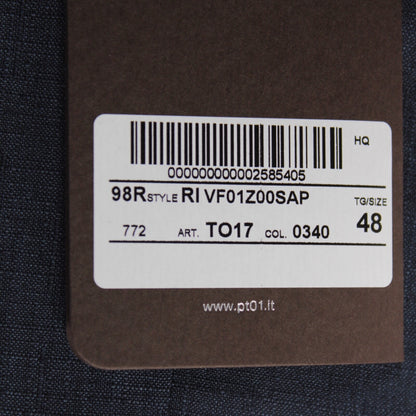 HQ
000000000002585405
98R STYLE RI VF01Z00SAP TG/SIZE
772 ART. TO17 COL. 0340 48
www.pt01.it